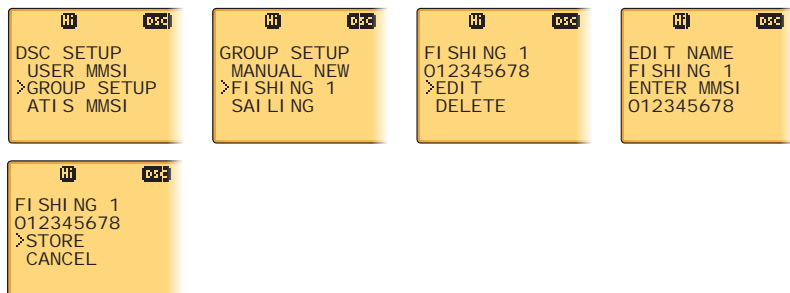 Hi DSC
DSC SETUP
USER MMSI
>GROUP SETUP
ATIS MMSI
Hi DSC
GROUP SETUP
MANUAL NEW
>FISHING 1
SAILING
Hi DSC
FISHING 1
012345678
>EDIT
DELETE
Hi DSC
EDIT NAME
FISHING 1
ENTER MMSI
012345678
Hi DSC
FISHING 1
012345678
>STORE
CANCEL